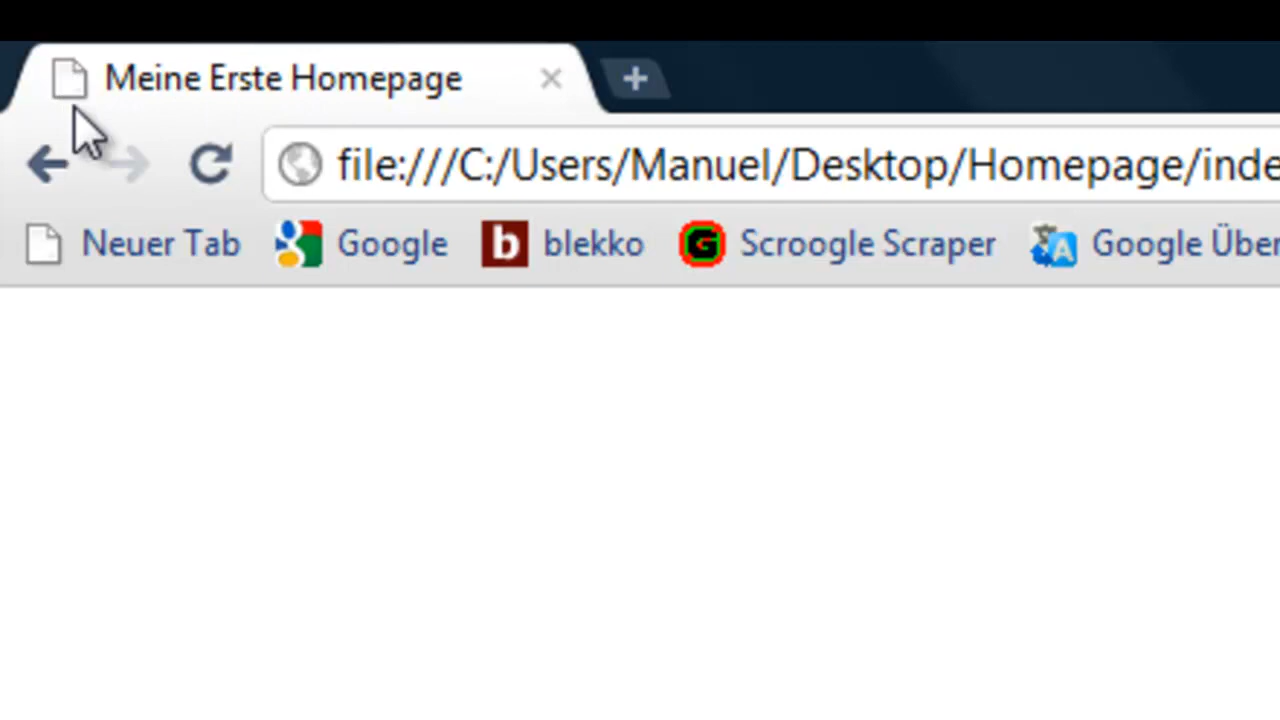 Meine Erste Homepage
file:///C:/Users/Manuel/Desktop/Homepage/inde
Neuer Tab Google b blekko G Scroogle Scraper A Google Über